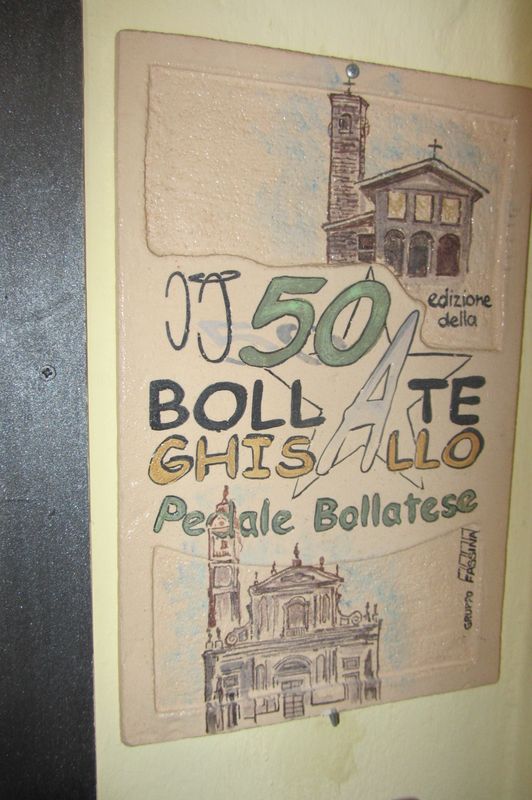 50 edizione
della
BOLLATE
GHISALLO
Pedale Bollatese
GRUPPO FASSINA